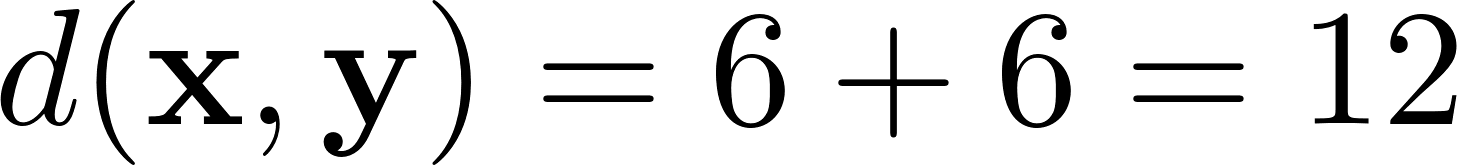 d(x, y) = 6 + 6 = 12